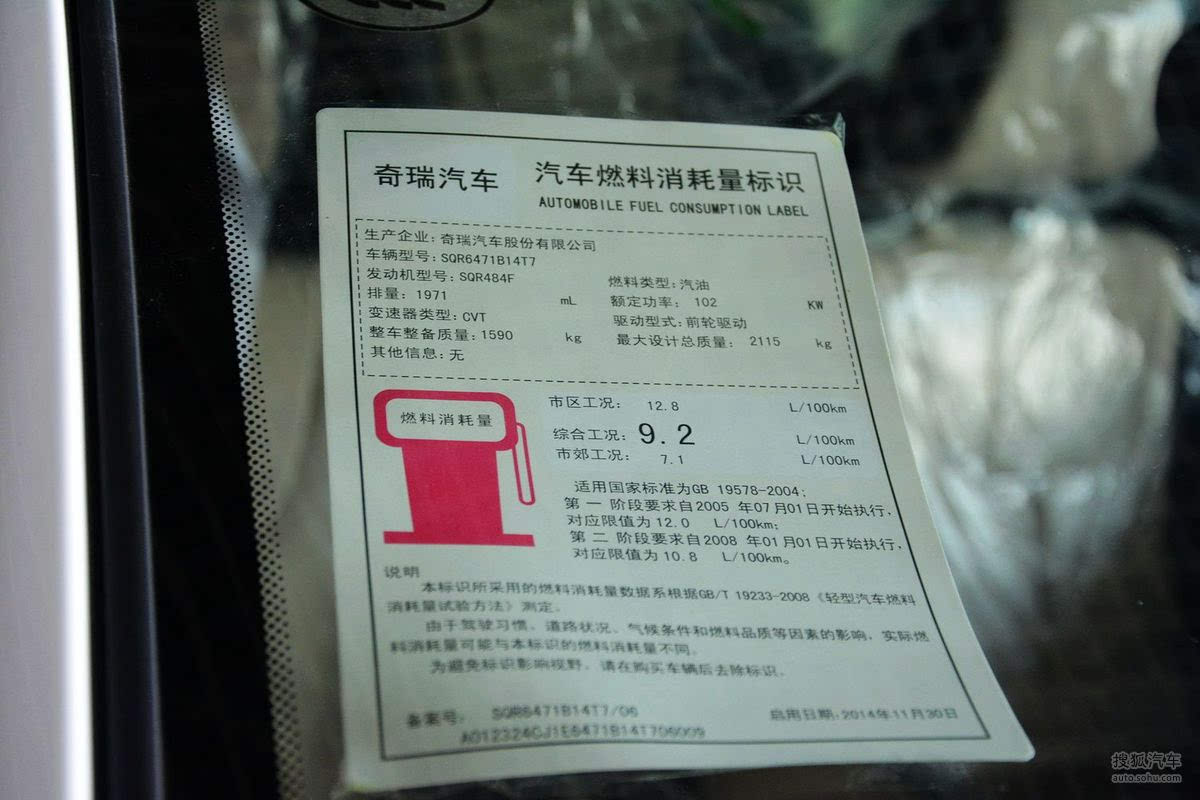 奇瑞汽车 汽车燃料消耗量标识
AUTOMOBILE FUEL CONSUMPTION LABEL
生产企业：奇瑞汽车股份有限公司
车辆型号：SQR6471B14T7
发动机型号：SQR484F 燃料类型：汽油
排量：1971 mL 额定功率： 102 KW
变速器类型：CVT 驱动型式：前轮驱动
整车整备质量：1590 kg 最大设计总质量： 2115 kg
其他信息：无
燃料消耗量
市区工况： 12.8 L/100km
综合工况：9.2 L/100km
市郊工况： 7.1 L/100km
适用国家标准为GB 19578-2004；
第 一 阶段要求自2005 年07月01日开始执行，
对应限值为12.0 L/100km；
第 二 阶段要求自2008 年01月01日开始执行，
对应限值为10.8 L/100km。
说明
本标识所采用的燃料消耗量数据系根据GB/T 19233-2008《轻型汽车燃料
消耗量试验方法》测定。
由于驾驶习惯、道路状况、气候条件和燃料品质等因素的影响，实际燃
料消耗量可能与本标识的燃料消耗量不同。
为避免标识影响视野，请在购买车辆后去除标识。
备案号： SQR6471B14T7/06 启用日期：2014年11月30日
A012324CJ1E6471B14T706009
搜狐汽车
auto.sohu.com